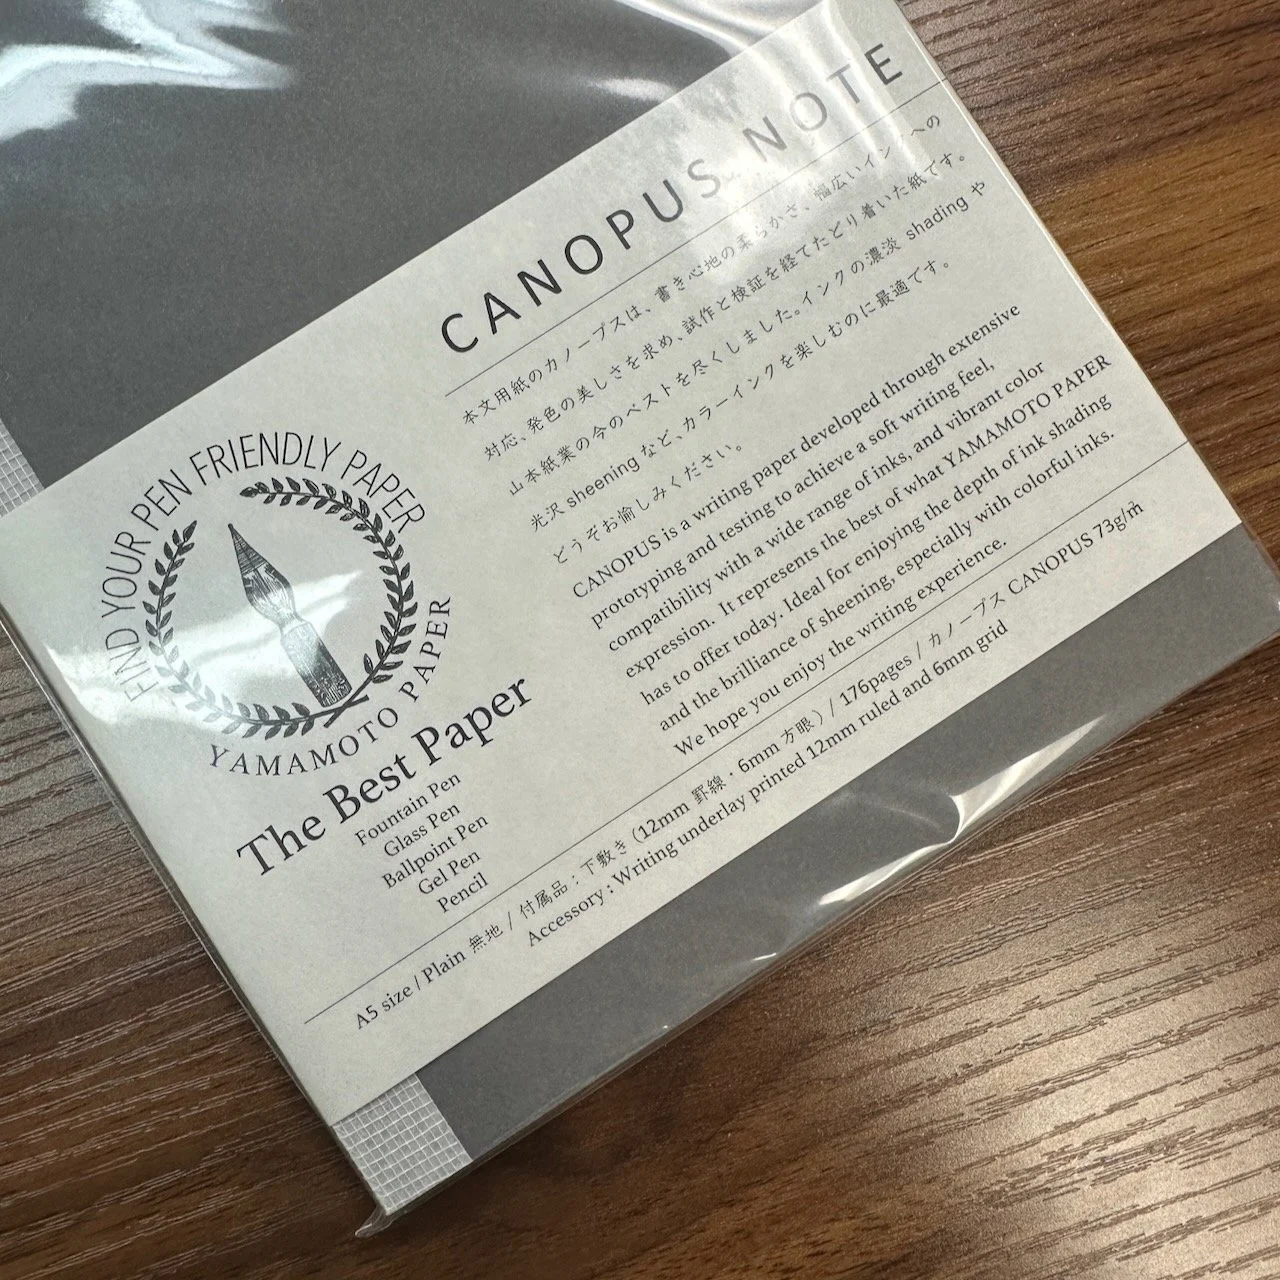 CANOPUS NOTE
本文用紙のカノープスは、書き心地の柔らかさ、幅広いインクへの
対応、発色の美しさを求め、試作と検証を経てたどり着いた紙です。
山本紙業の今のベストを尽くしました。インクの濃淡 shading や
光沢 sheening など、カラーインクを楽しむのに最適です。
どうぞお愉しみください。
CANOPUS is a writing paper developed through extensive
prototyping and testing to achieve a soft writing feel,
compatibility with a wide range of inks, and vibrant color
expression. It represents the best of what YAMAMOTO PAPER
has to offer today. Ideal for enjoying the depth of ink shading
and the brilliance of sheening, especially with colorful inks.
We hope you enjoy the writing experience.
FIND YOUR PEN FRIENDLY PAPER
YAMAMOTO PAPER
The Best Paper
Fountain Pen
Glass Pen
Ballpoint Pen
Gel Pen
Pencil
A5 size / Plain 無地 / 付属品：下敷き（12mm 罫線・6mm 方眼）/ 176pages / カノープス CANOPUS 73g/㎡
Accessory : Writing underlay printed 12mm ruled and 6mm grid